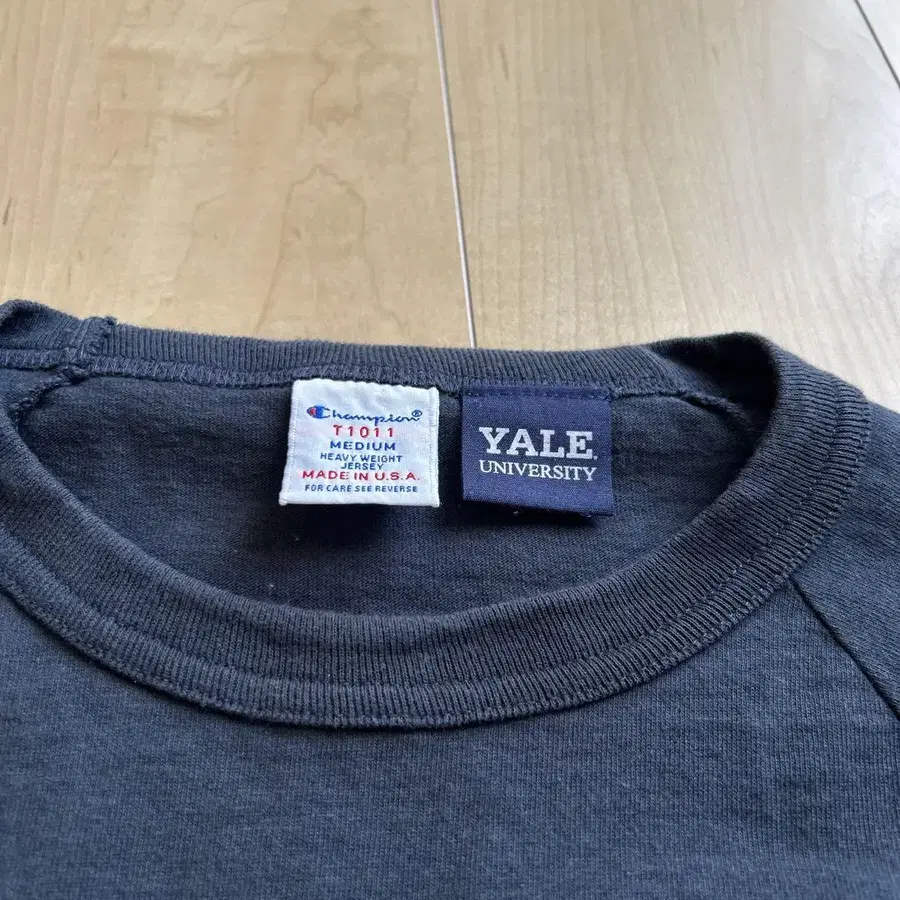 Champion®
T1011
MEDIUM
HEAVY WEIGHT
JERSEY
MADE IN U.S.A.
FOR CARE SEE REVERSE
YALE
UNIVERSITY